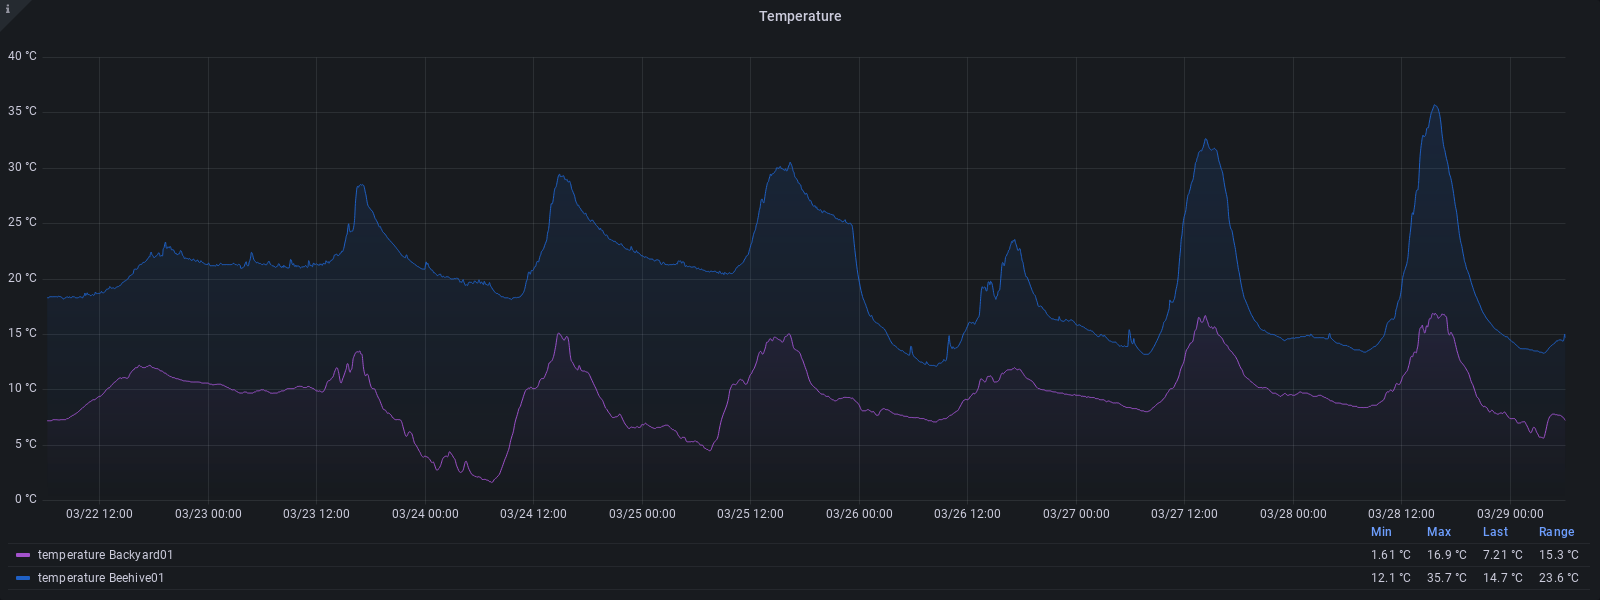 i
Temperature
40 °C
35 °C
30 °C
25 °C
20 °C
15 °C
10 °C
5 °C
0 °C
03/22 12:00 03/23 00:00 03/23 12:00 03/24 00:00 03/24 12:00 03/25 00:00 03/25 12:00 03/26 00:00 03/26 12:00 03/27 00:00 03/27 12:00 03/28 00:00 03/28 12:00 03/29 00:00
Min Max Last Range
temperature Backyard01 1.61 °C 16.9 °C 7.21 °C 15.3 °C
temperature Beehive01 12.1 °C 35.7 °C 14.7 °C 23.6 °C